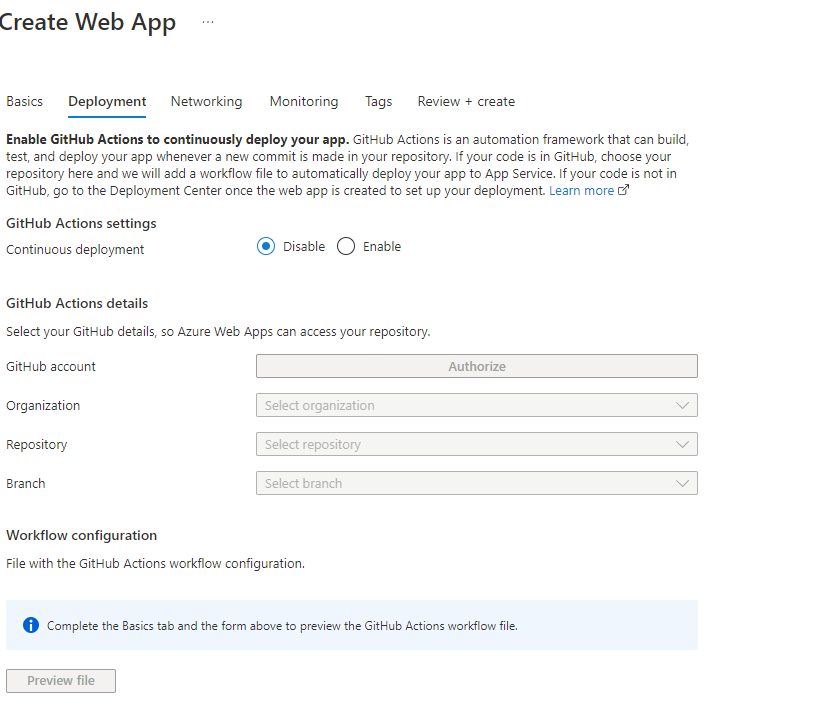 Create Web App ...
Basics Deployment Networking Monitoring Tags Review + create
Enable GitHub Actions to continuously deploy your app. GitHub Actions is an automation framework that can build,
test, and deploy your app whenever a new commit is made in your repository. If your code is in GitHub, choose your
repository here and we will add a workflow file to automatically deploy your app to App Service. If your code is not in
GitHub, go to the Deployment Center once the web app is created to set up your deployment. Learn more
GitHub Actions settings
Continuous deployment Disable Enable
GitHub Actions details
Select your GitHub details, so Azure Web Apps can access your repository.
GitHub account Authorize
Organization Select organization
Repository Select repository
Branch Select branch
Workflow configuration
File with the GitHub Actions workflow configuration.
Complete the Basics tab and the form above to preview the GitHub Actions workflow file.
Preview file